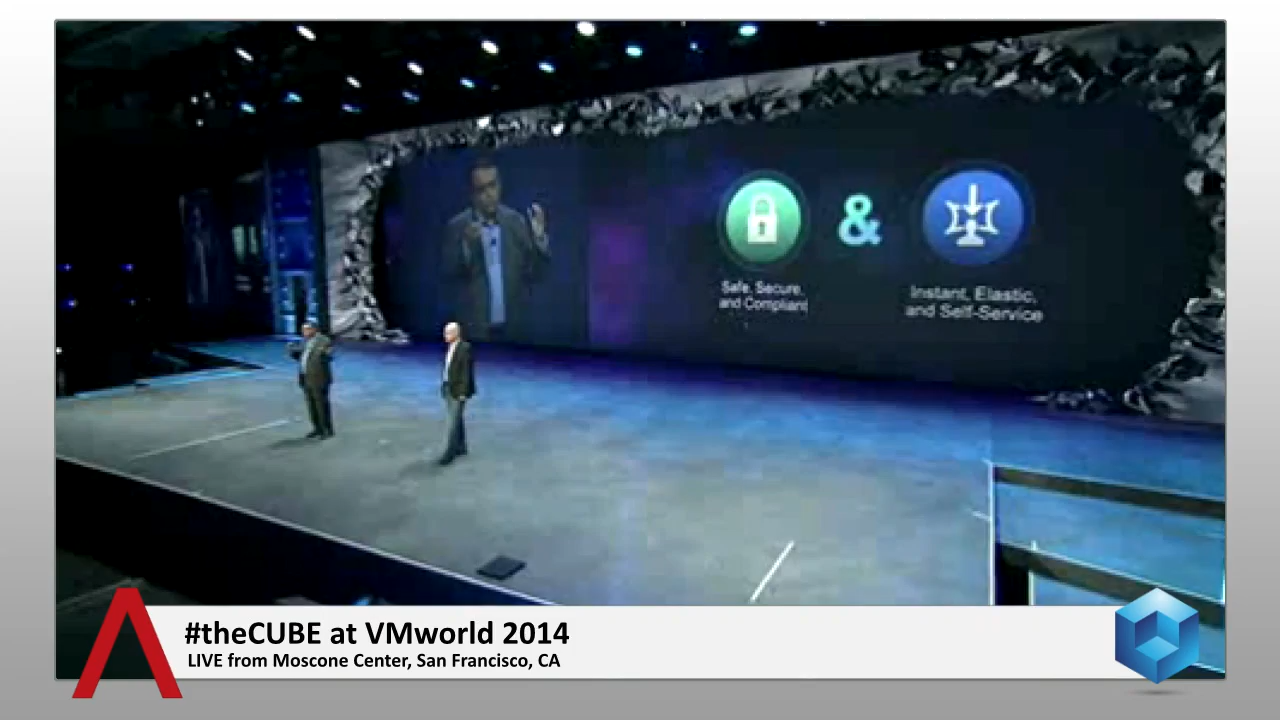 &
Safe, Secure,
and Compliant
Instant, Elastic,
and Self-Service
#theCUBE at VMworld 2014
LIVE from Moscone Center, San Francisco, CA